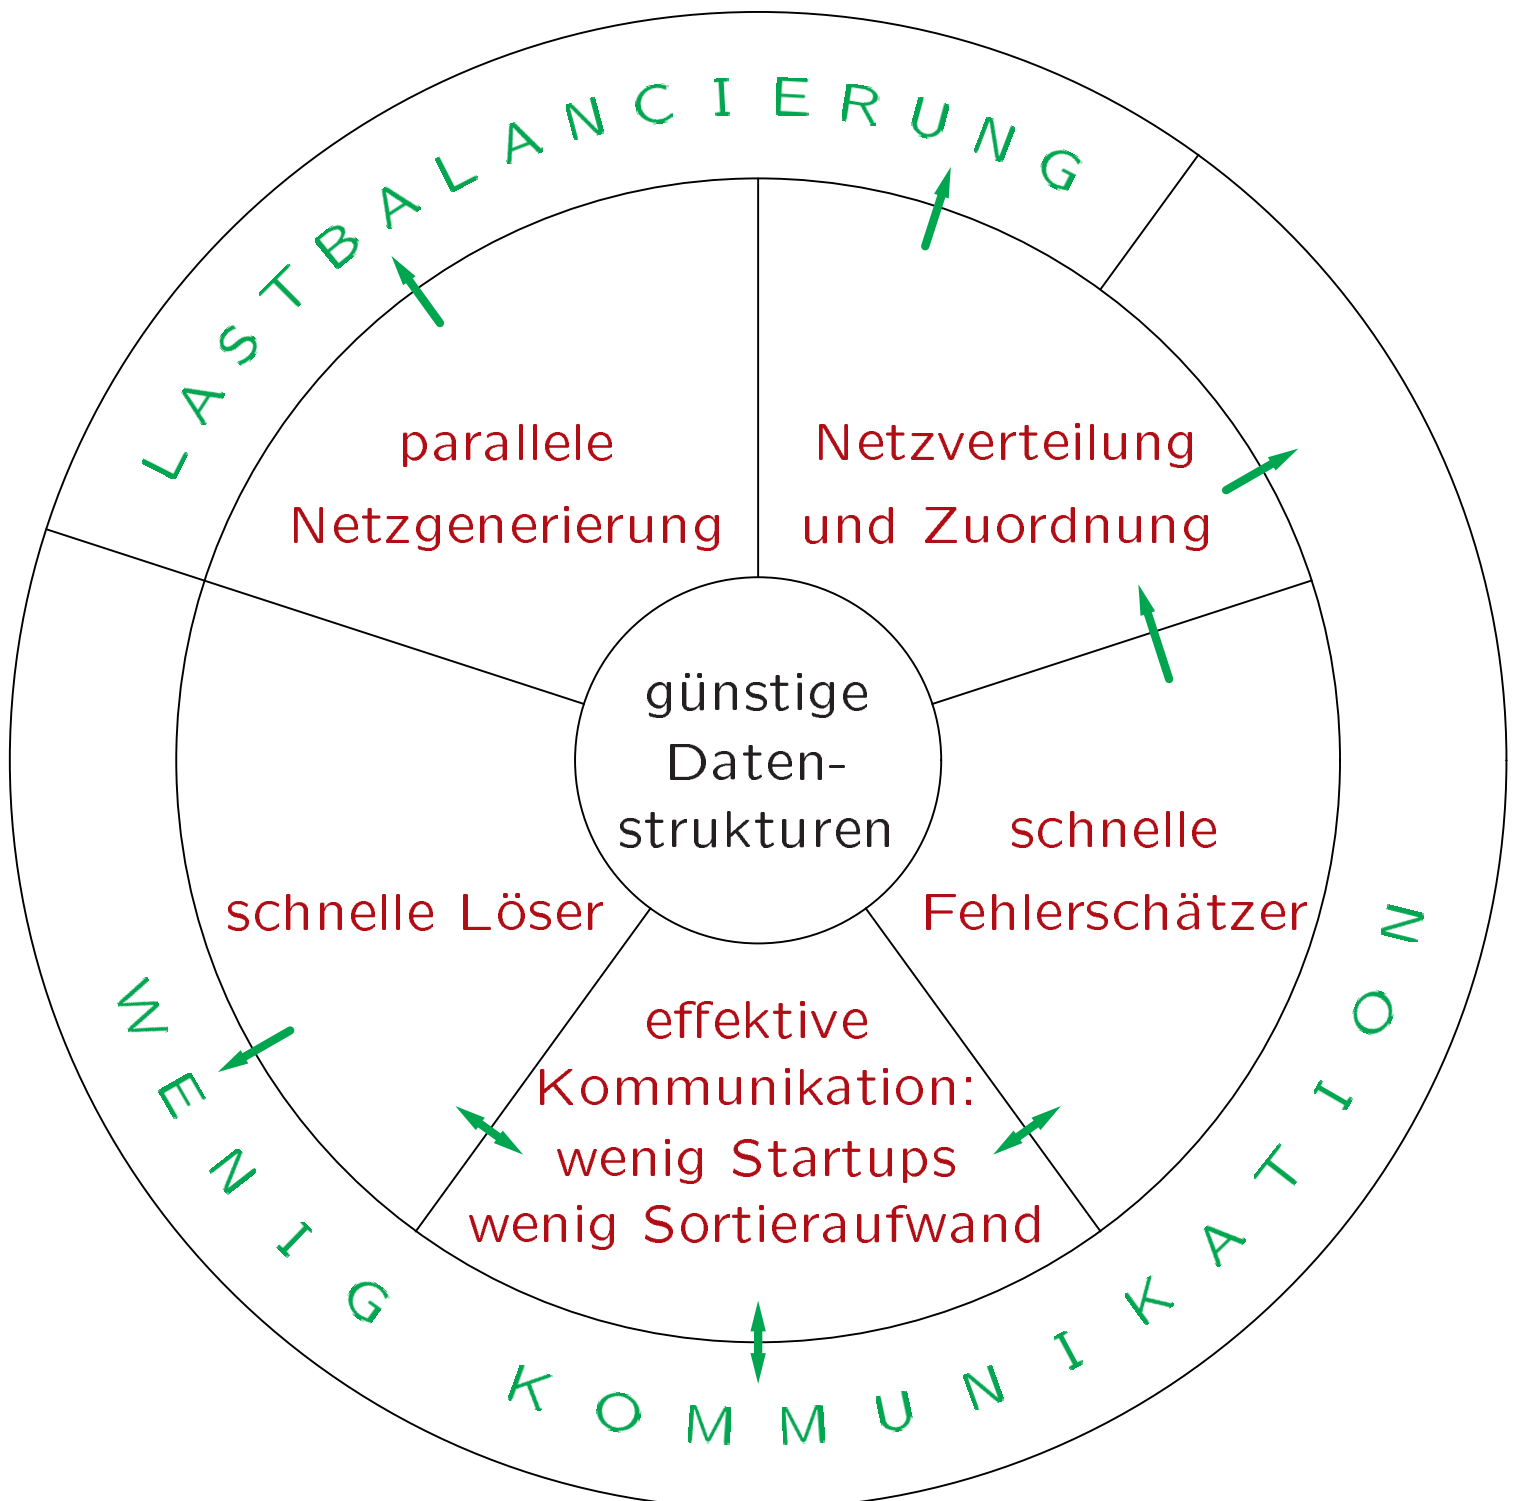 LASTBALANCIERUNG
parallele
Netzgenerierung
Netzverteilung
und Zuordnung
günstige
Daten-
strukturen
schnelle
Fehlerschätzer
schnelle Löser
effektive
Kommunikation:
wenig Startups
wenig Sortieraufwand
WENIG KOMMUNIKATION